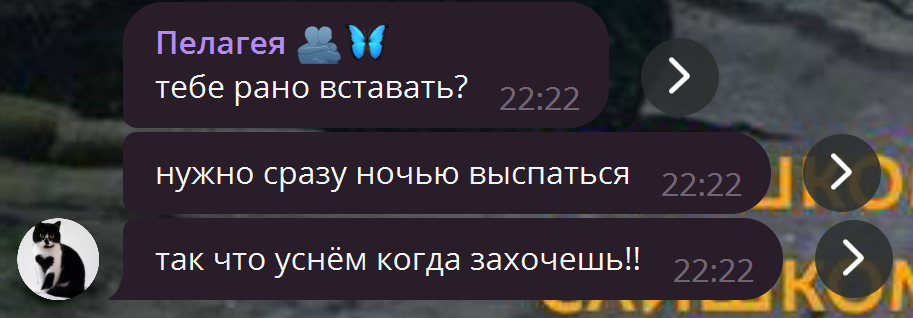 Пелагея 🫂🦋
тебе рано вставать? 22:22
нужно сразу ночью выспаться 22:22
так что уснём когда захочешь!! 22:22